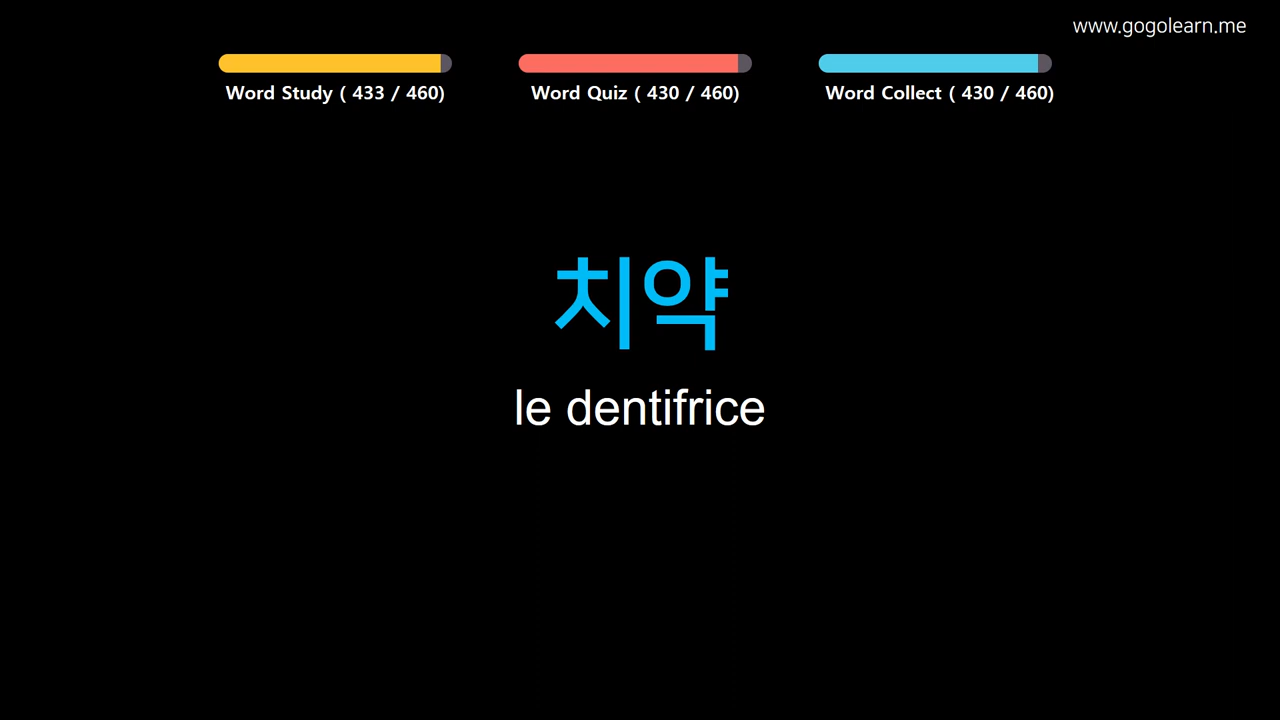 www.gogolearn.me
Word Study ( 433 / 460)
Word Quiz ( 430 / 460)
Word Collect ( 430 / 460)
치약
le dentifrice